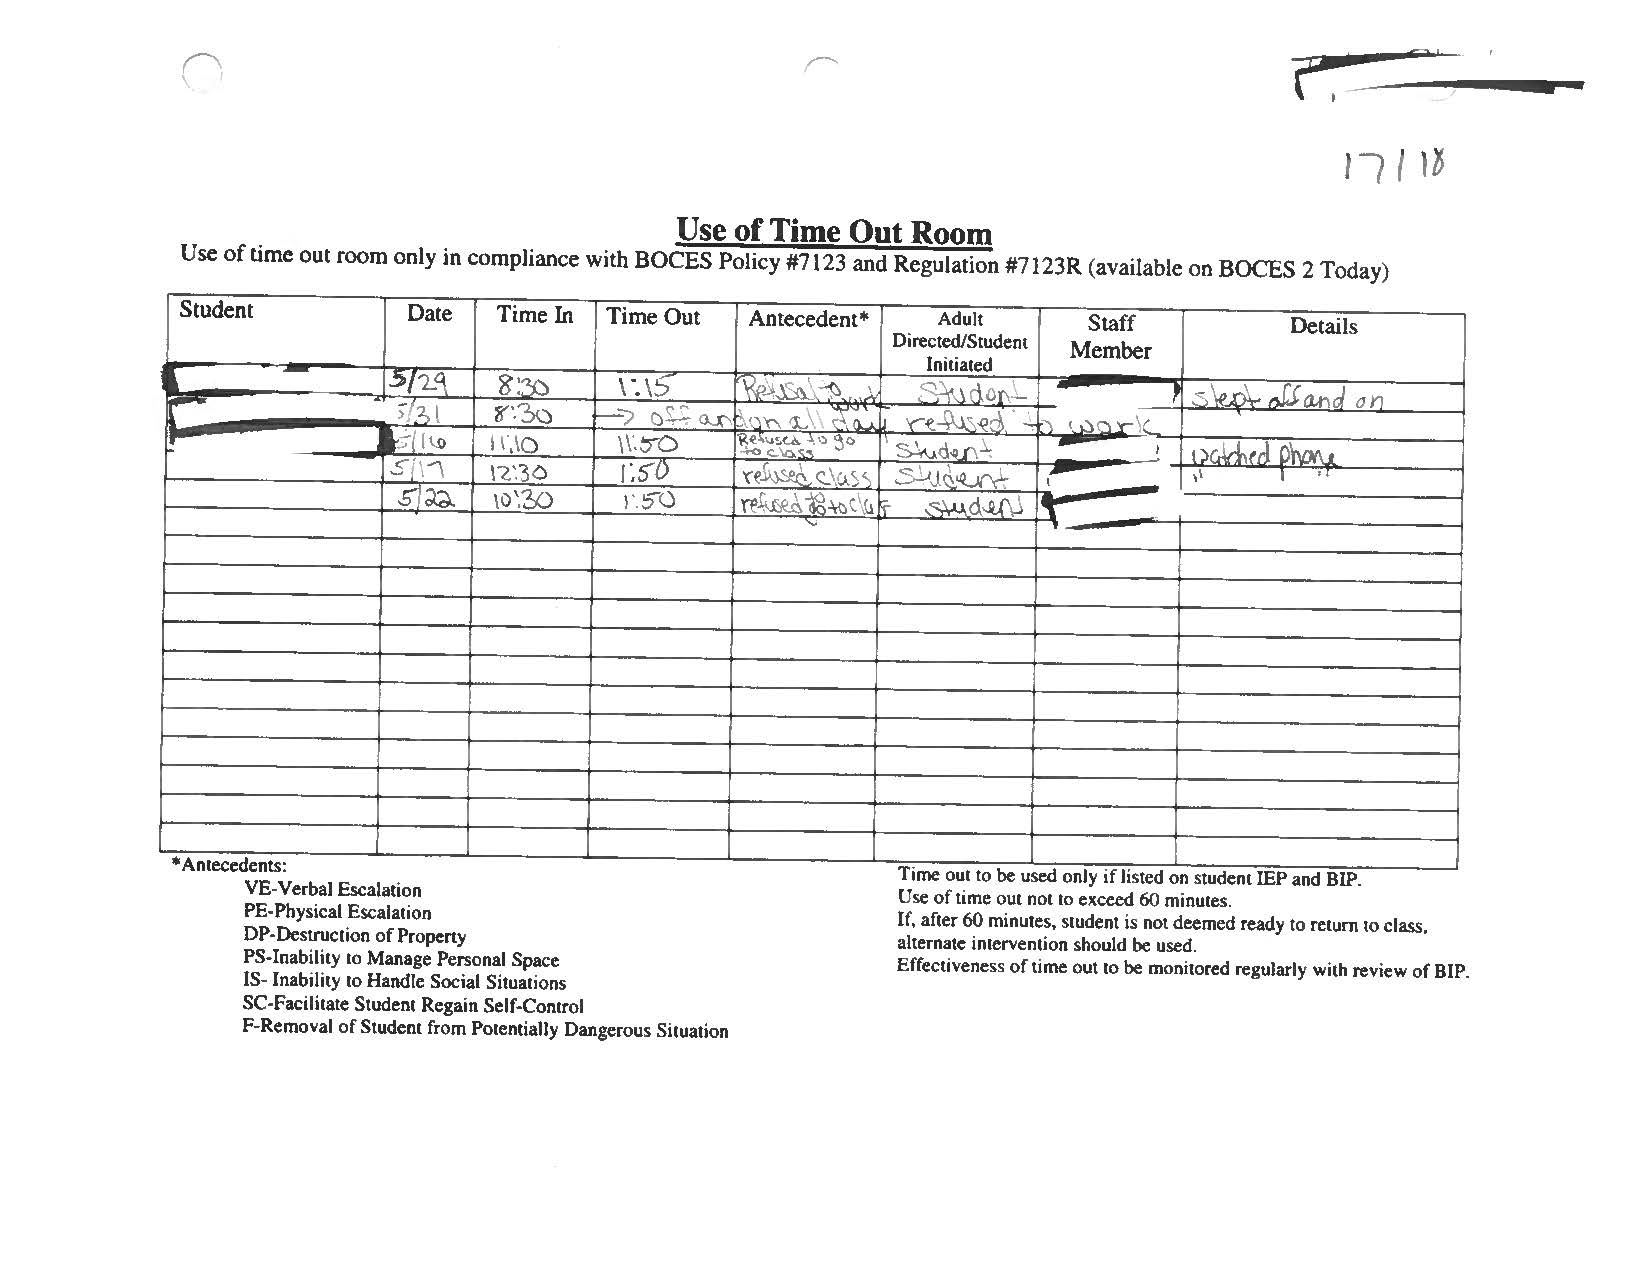 17/18
Use of Time Out Room
Use of time out room only in compliance with BOCES Policy #7123 and Regulation #7123R (available on BOCES 2 Today)
Student Date Time In Time Out Antecedent* Adult Directed/Student Initiated Staff Member Details
5/29 8:30 1:15 Refusal to work Student slept off and on
5/31 8:30 → off and on all day refused to work
5/16 11:10 11:50 Refused to go to class Student watched phone
5/17 12:30 1:50 refused class Student " "
5/22 10:30 1:50 refused to go to class student
*Antecedents:
VE-Verbal Escalation
PE-Physical Escalation
DP-Destruction of Property
PS-Inability to Manage Personal Space
IS- Inability to Handle Social Situations
SC-Facilitate Student Regain Self-Control
F-Removal of Student from Potentially Dangerous Situation
Time out to be used only if listed on student IEP and BIP.
Use of time out not to exceed 60 minutes.
If, after 60 minutes, student is not deemed ready to return to class,
alternate intervention should be used.
Effectiveness of time out to be monitored regularly with review of BIP.